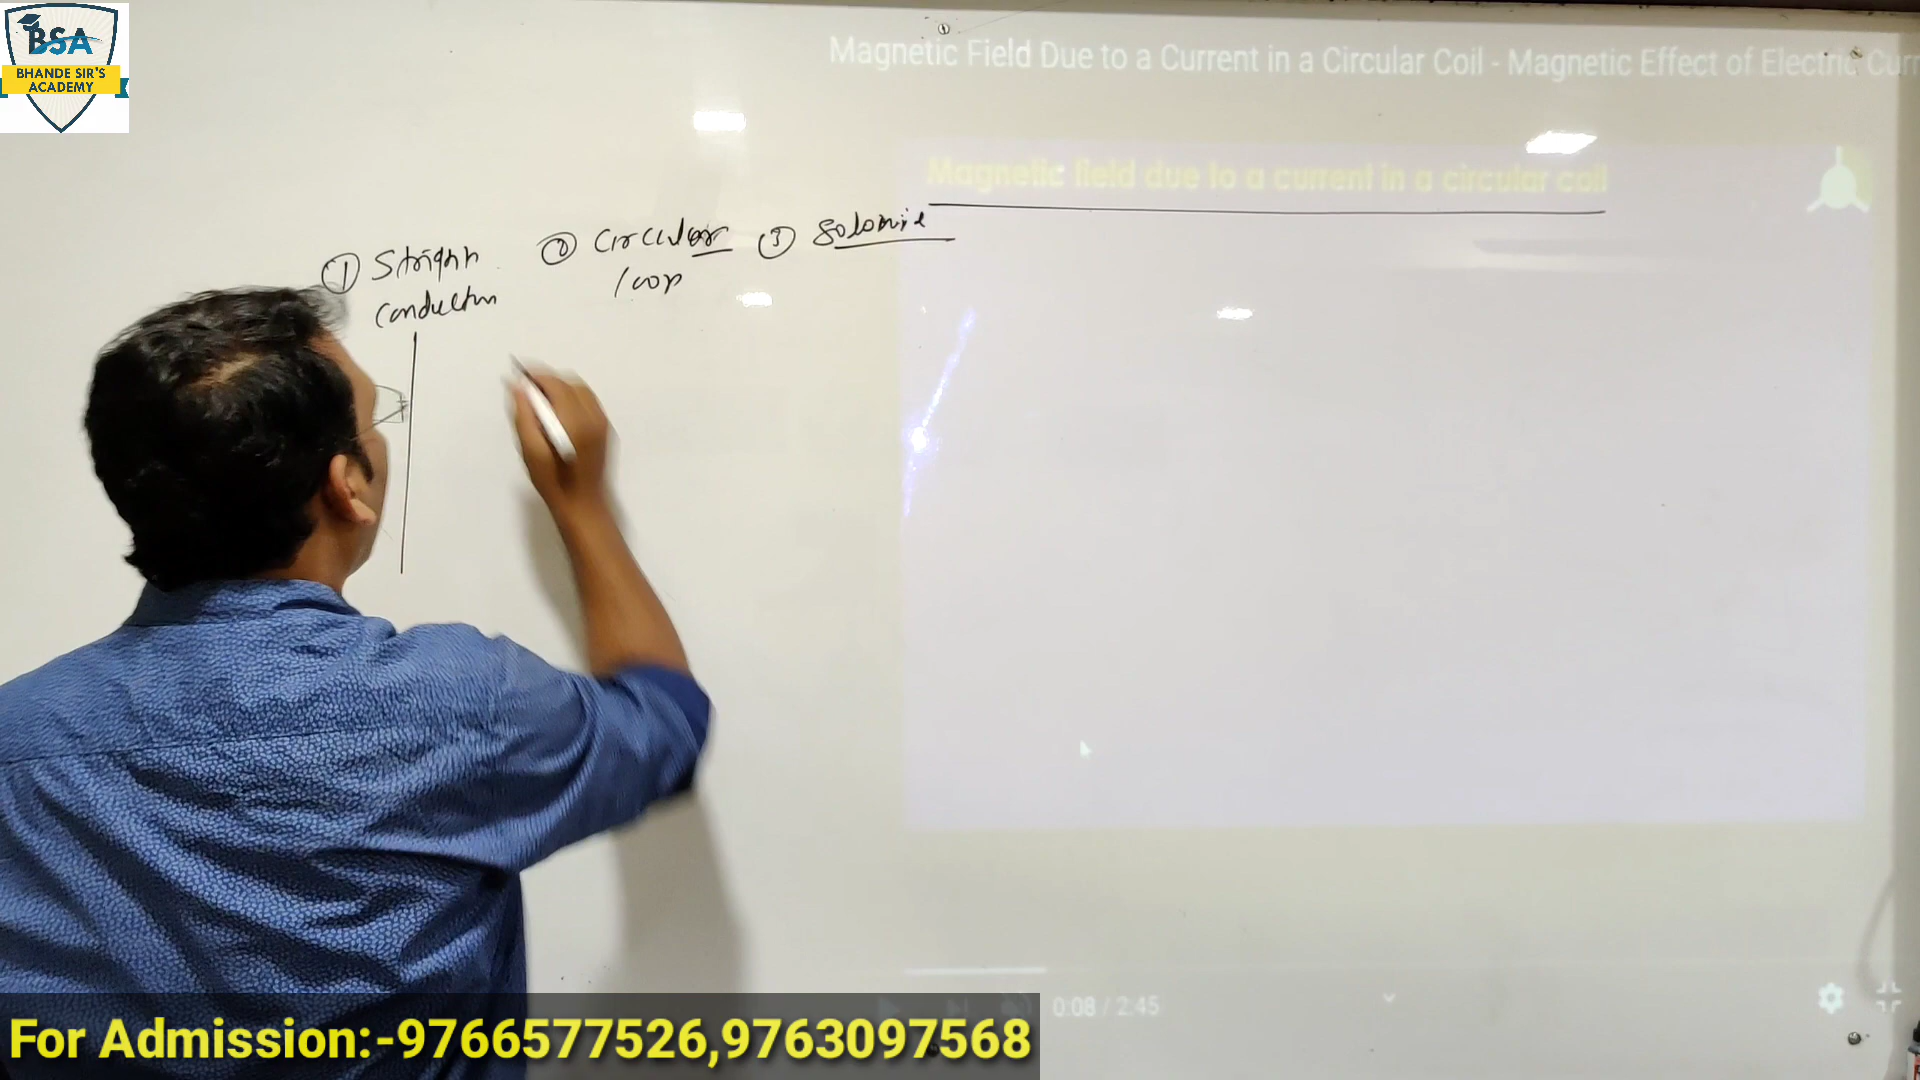 BSA
BHANDE SIR'S
ACADEMY
Magnetic Field Due to a Current in a Circular Coil - Magnetic Effect of Electric Curr
Magnetic field due to a current in a circular coil
① Straight ② Circular ③ Solonoie
conductor loop
0:08 / 2:45
For Admission:-9766577526,9763097568